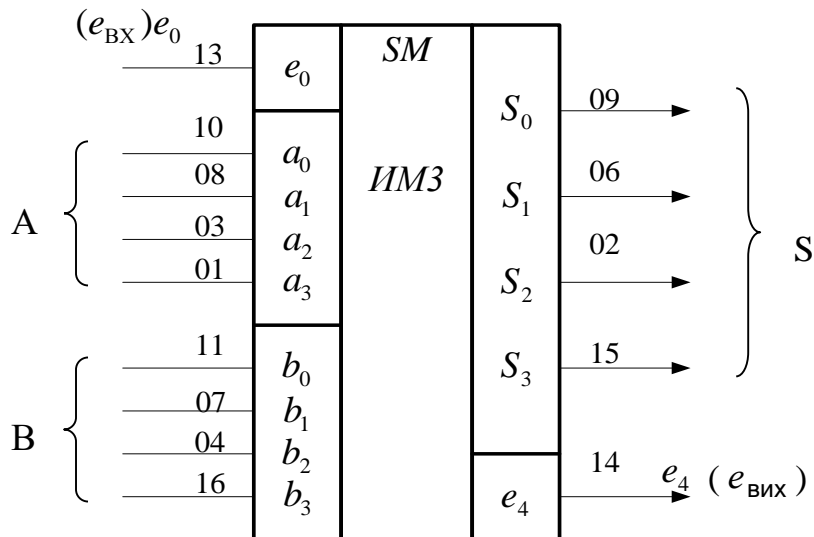 (eвх)e0
13 e0 SM
S0 09
10 a0
08 a1 ИМ3 S1 06
A 03 a2 S2 02 S
01 a3
11 b0 S3 15
B 07 b1
04 b2
16 b3 e4 14 e4 (eвих)